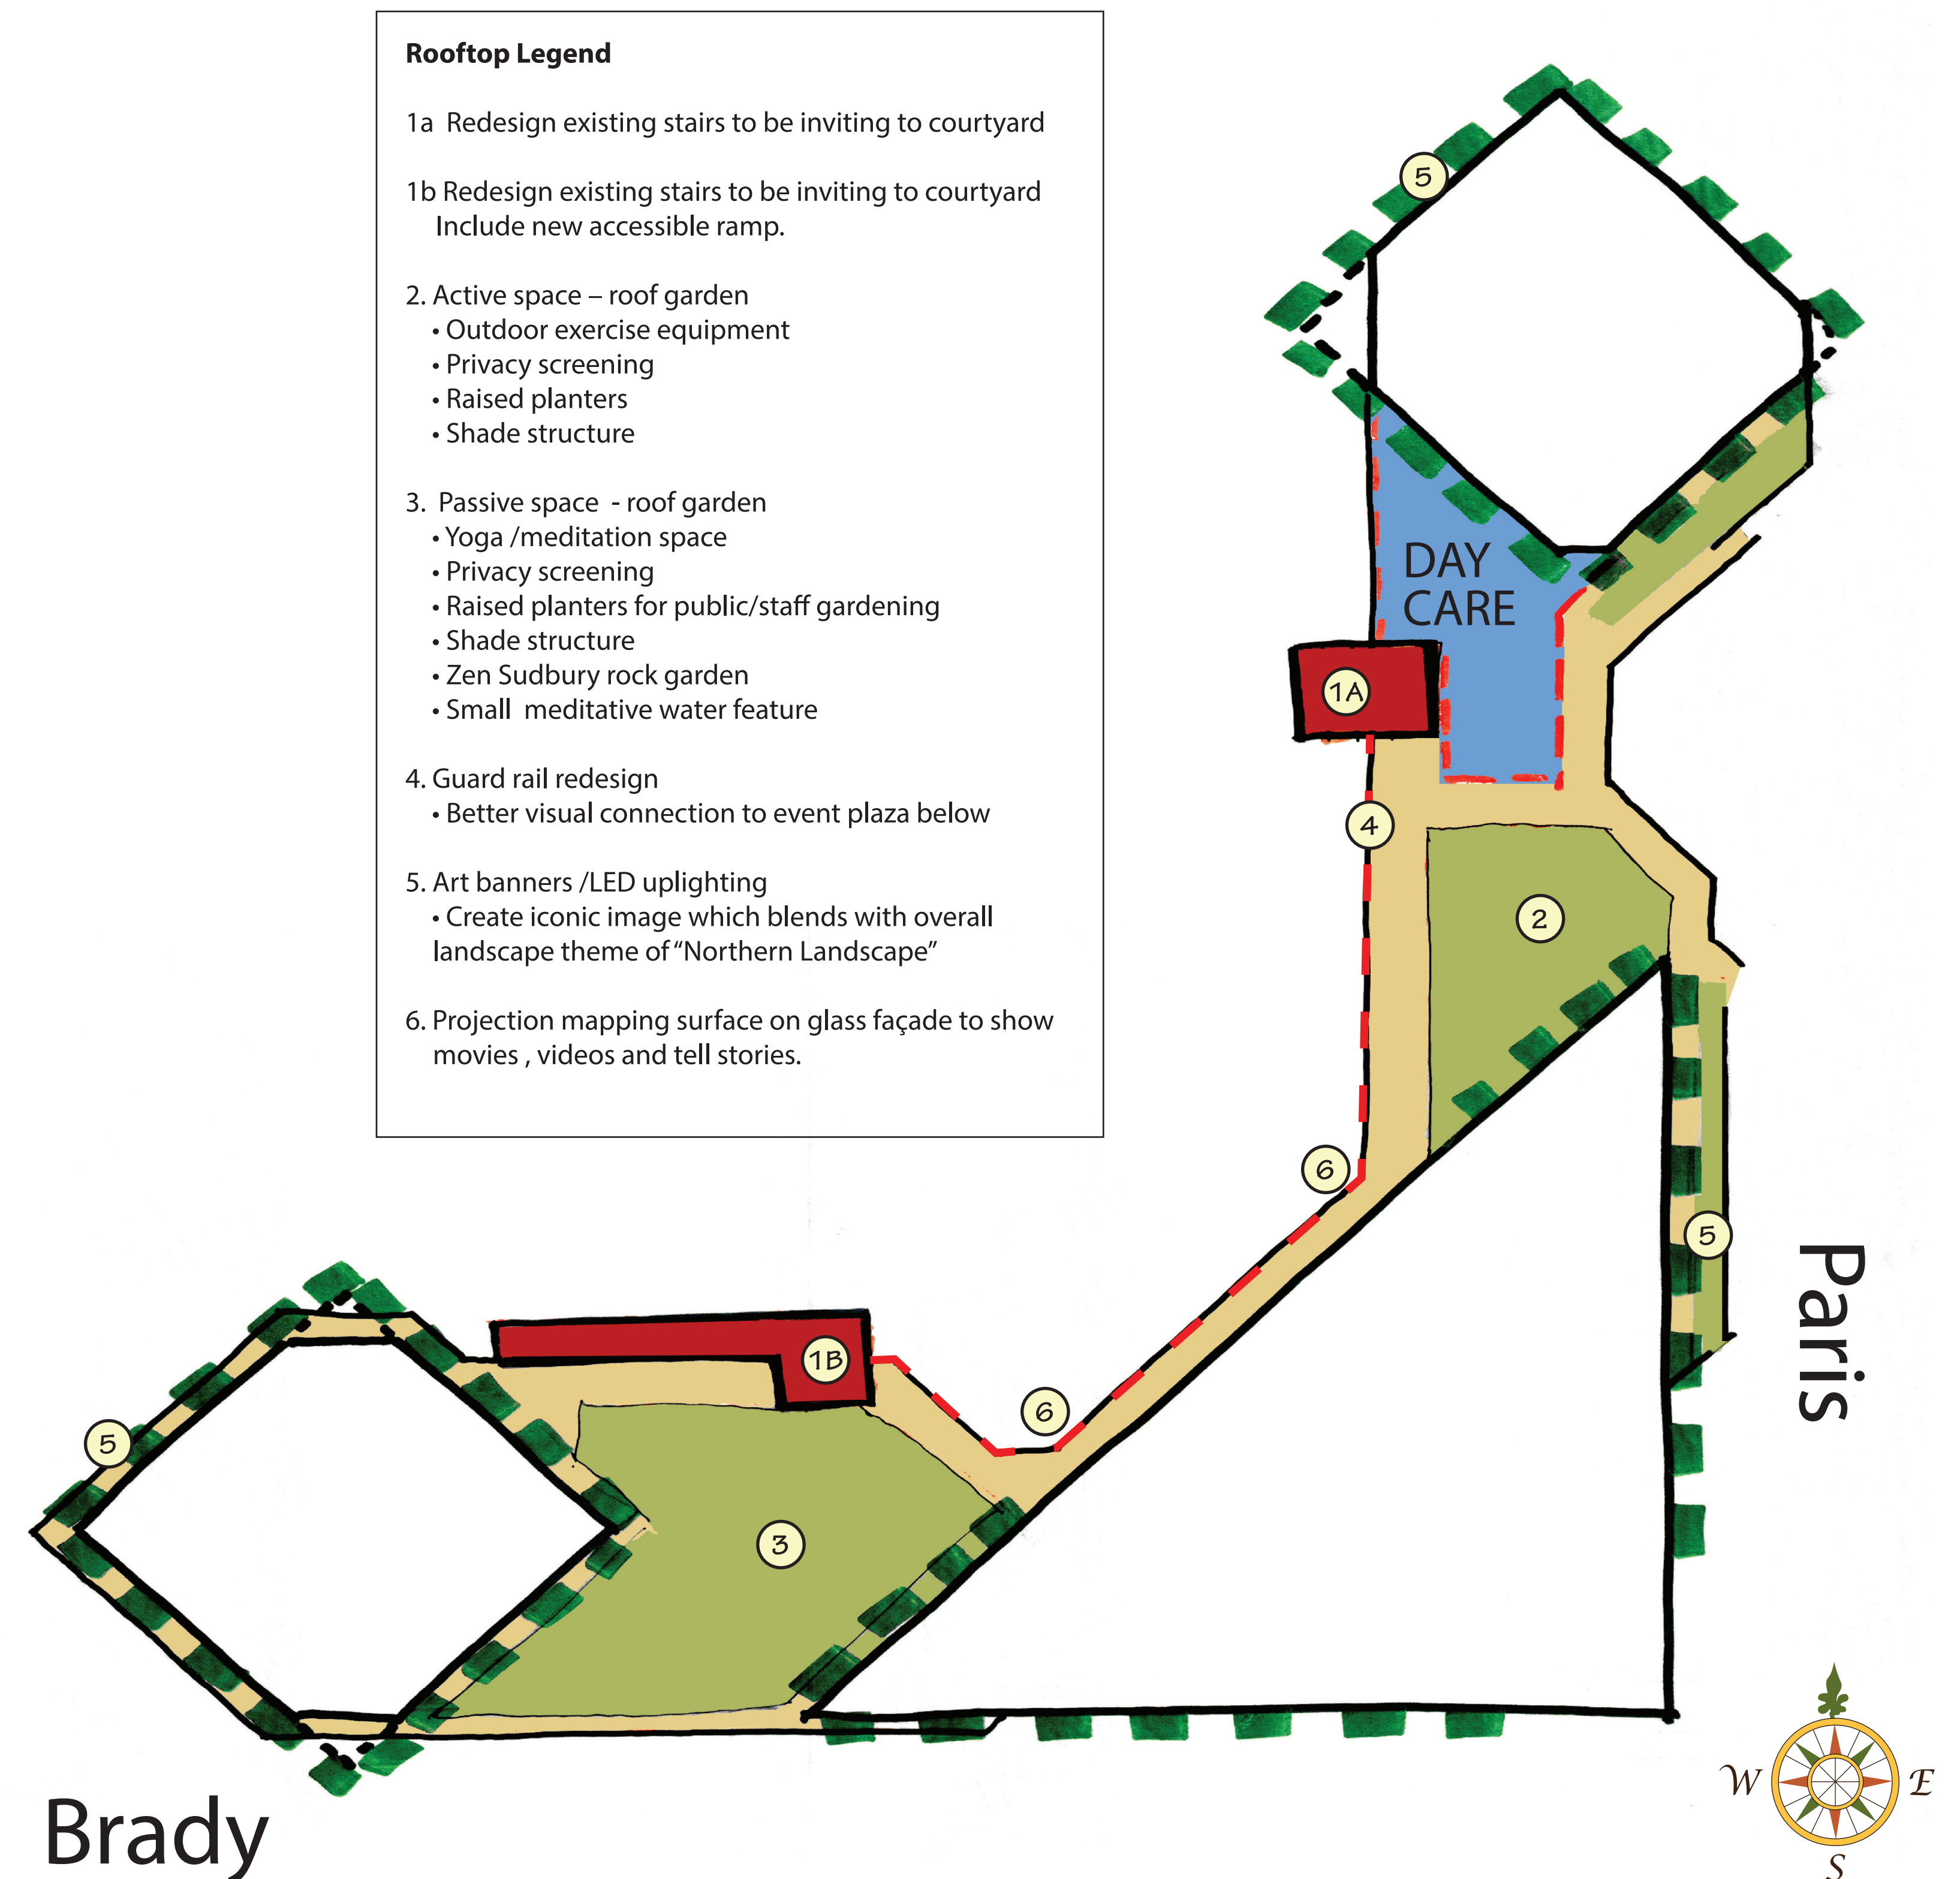 Rooftop Legend
1a  Redesign existing stairs to be inviting to courtyard
1b Redesign existing stairs to be inviting to courtyard
Include new accessible ramp.
2. Active space – roof garden
• Outdoor exercise equipment
• Privacy screening
• Raised planters
• Shade structure
3.  Passive space  - roof garden
• Yoga /meditation space
• Privacy screening
• Raised planters for public/staff gardening
• Shade structure
• Zen Sudbury rock garden
• Small  meditative water feature
4. Guard rail redesign
• Better visual connection to event plaza below
5. Art banners /LED uplighting
• Create iconic image which blends with overall
landscape theme of “Northern Landscape”
6. Projection mapping surface on glass façade to show
movies , videos and tell stories.
5
DAY
CARE
1A
4
2
6
5
Paris
1B
6
5
3
Brady
W
E
S